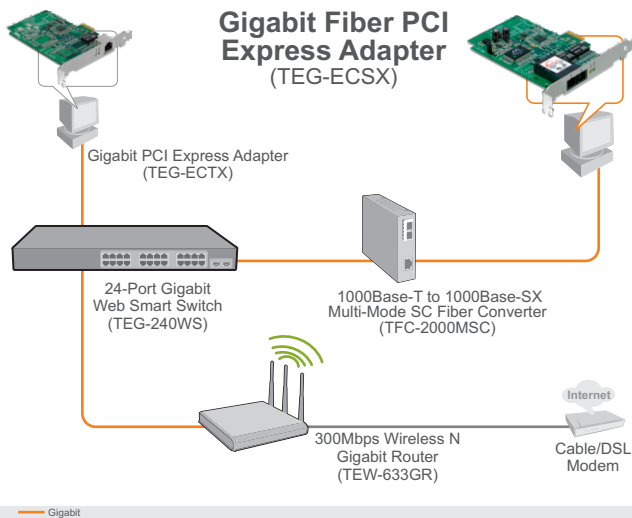 Gigabit Fiber PCI
Express Adapter
(TEG-ECSX)
Gigabit PCI Express Adapter
(TEG-ECTX)
24-Port Gigabit
Web Smart Switch
(TEG-240WS)
1000Base-T to 1000Base-SX
Multi-Mode SC Fiber Converter
(TFC-2000MSC)
300Mbps Wireless N
Gigabit Router
(TEW-633GR)
Internet
Cable/DSL
Modem
Gigabit